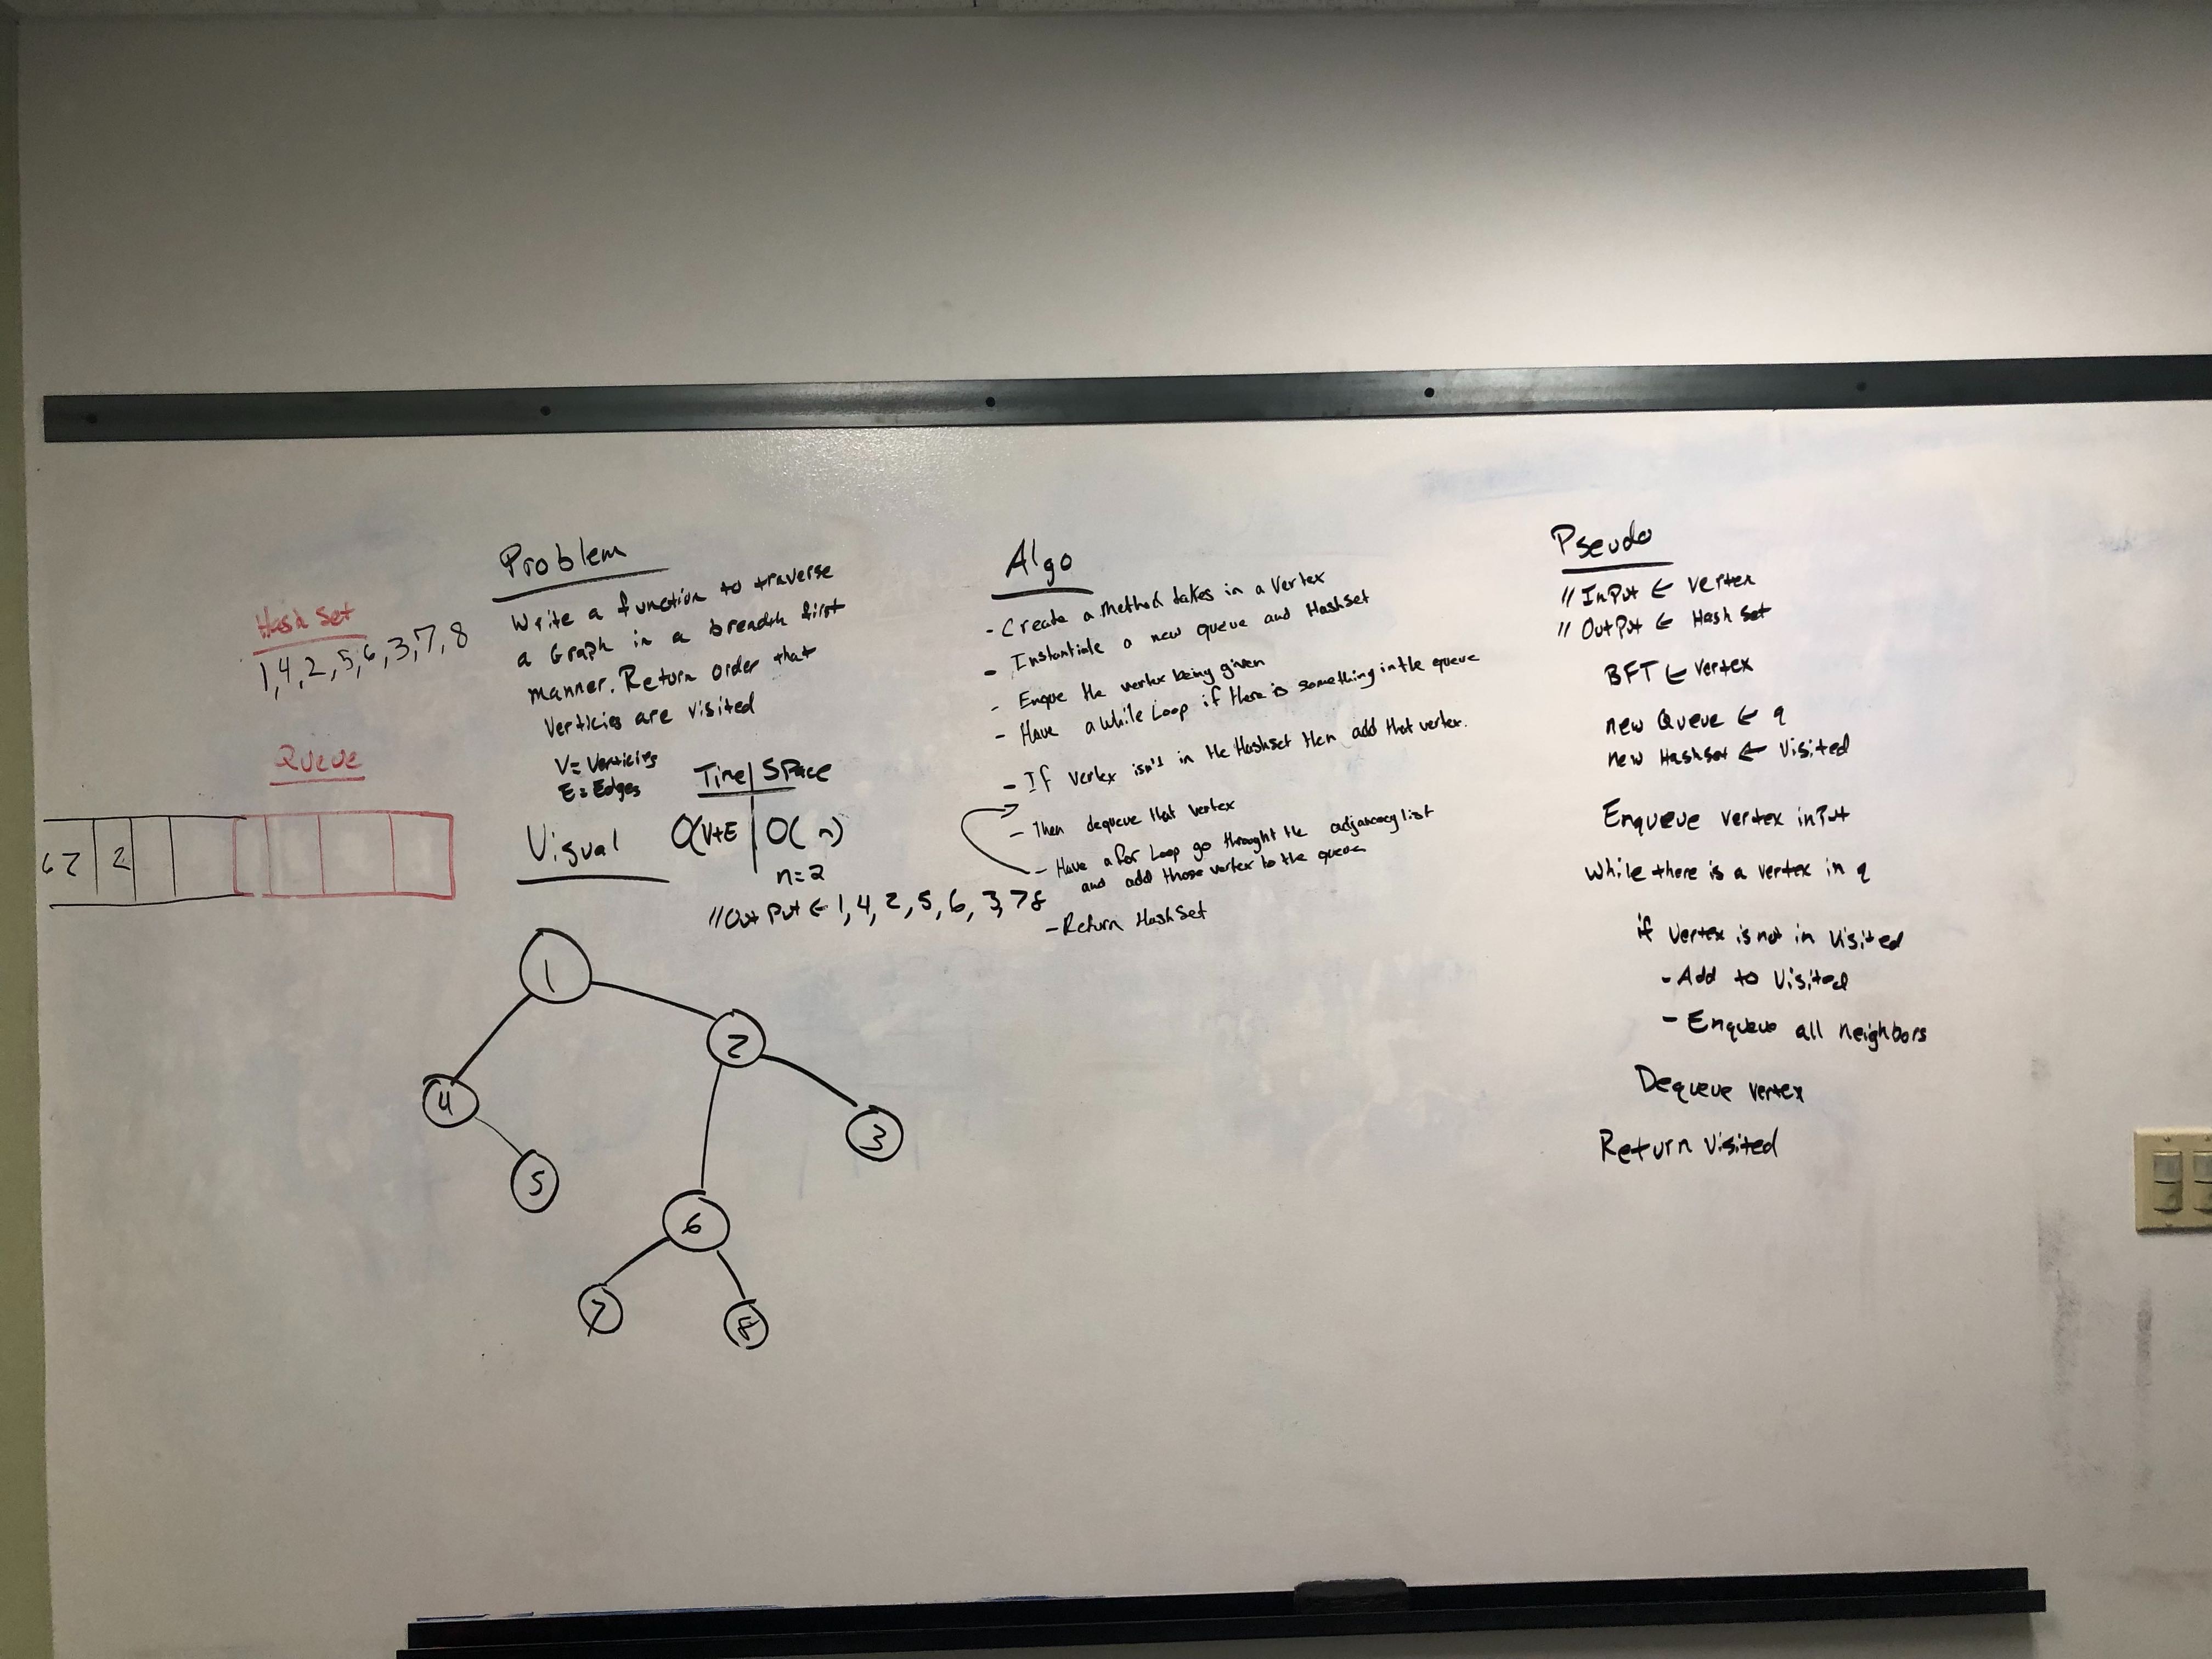 Hash Set
1,4,2,5,6,3,7,8
Queue
6 7 2
Problem
Write a function to traverse
a Graph in a breadth first
manner. Return order that
Verticies are visited
V= Verticies
E= Edges
Time | Space
O(V+E | O( n)
n=2
Visual
// Out Put ← 1, 4, 2, 5, 6, 3, 7 8
1
2
4
3
5
6
7
8
Algo
- Create a Method takes in a Vertex
- Instantiate a new queue and HashSet
- Enque the vertex being given
- Have a while Loop if there is something in the queue
- If vertex isn't in the Hashset then add that vertex.
- Then dequeue that vertex
- Have a for Loop go throught the adjancecy list
and add those vertex to the queue
- Return HashSet
Pseudo
// InPut ← Vertex
// OutPut ← Hash Set
BFT ← Vertex
new Queue ← q
new Hashset ← Visited
Enqueue Vertex inPut
While there is a vertex in q
if Vertex is not in Visited
- Add to Visited
- Enqueue all neighbors
Dequeue Vertex
Return Visited